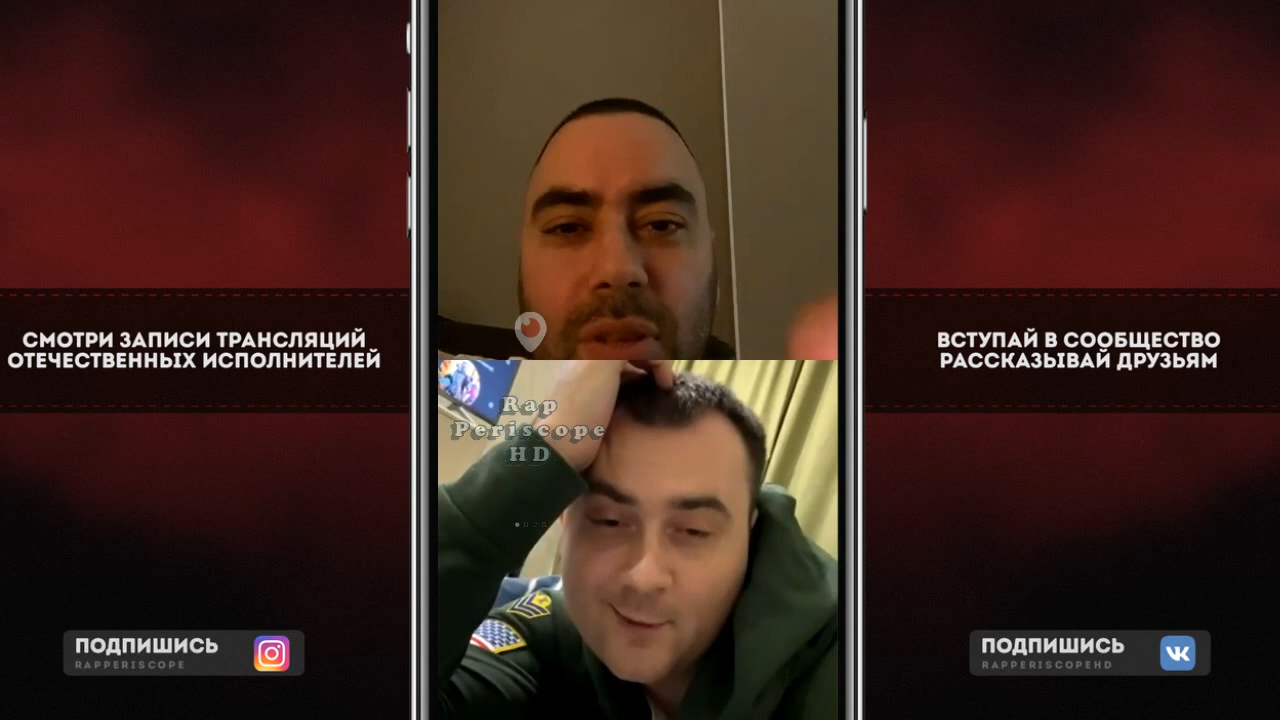 СМОТРИ ЗАПИСИ ТРАНСЛЯЦИЙ
ОТЕЧЕСТВЕННЫХ ИСПОЛНИТЕЛЕЙ
ПОДПИШИСЬ
RAPPERISCOPE
Rap
Periscope
HD
ВСТУПАЙ В СООБЩЕСТВО
РАССКАЗЫВАЙ ДРУЗЬЯМ
ПОДПИШИСЬ
RAPPERISCOPEHD